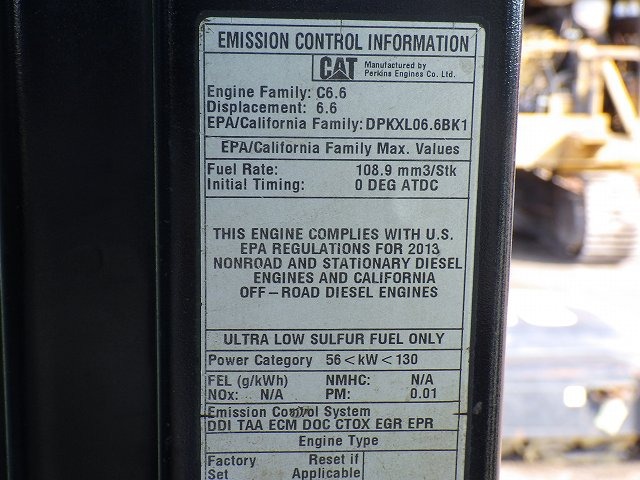 EMISSION CONTROL INFORMATION
CAT Manufactured by
Perkins Engines Co. Ltd.
Engine Family: C6.6
Displacement: 6.6
EPA/California Family: DPKXL06.6BK1
EPA/California Family Max. Values
Fuel Rate: 108.9 mm3/Stk
Initial Timing: 0 DEG ATDC
THIS ENGINE COMPLIES WITH U.S.
EPA REGULATIONS FOR 2013
NONROAD AND STATIONARY DIESEL
ENGINES AND CALIFORNIA
OFF-ROAD DIESEL ENGINES
ULTRA LOW SULFUR FUEL ONLY
Power Category 56<kW<130
FEL (g/kWh) NMHC: N/A
NOx: N/A PM: 0.01
Emission Control System
DDI TAA ECM DOC CTOX EGR EPR
Engine Type
Factory Reset if
Set Applicable